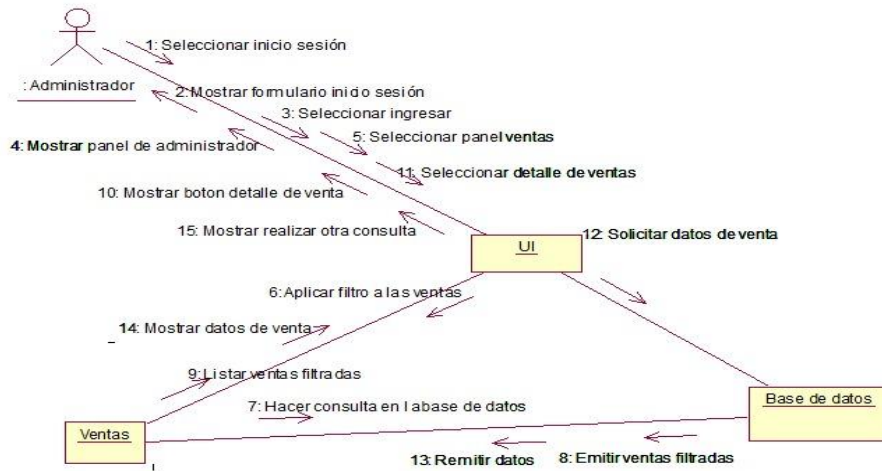 1: Seleccionar inicio sesión
: Administrador
2: Mostrar formulario inicio sesión
3: Seleccionar ingresar
5: Seleccionar panel ventas
4: Mostrar panel de administrador
11: Seleccionar detalle de ventas
10: Mostrar boton detalle de venta
15: Mostrar realizar otra consulta
12: Solicitar datos de venta
UI
6: Aplicar filtro a las ventas
14: Mostrar datos de venta
9: Listar ventas filtradas
7: Hacer consulta en l abase de datos
Base de datos
Ventas
13: Remitir datos
8: Emitir ventas filtradas